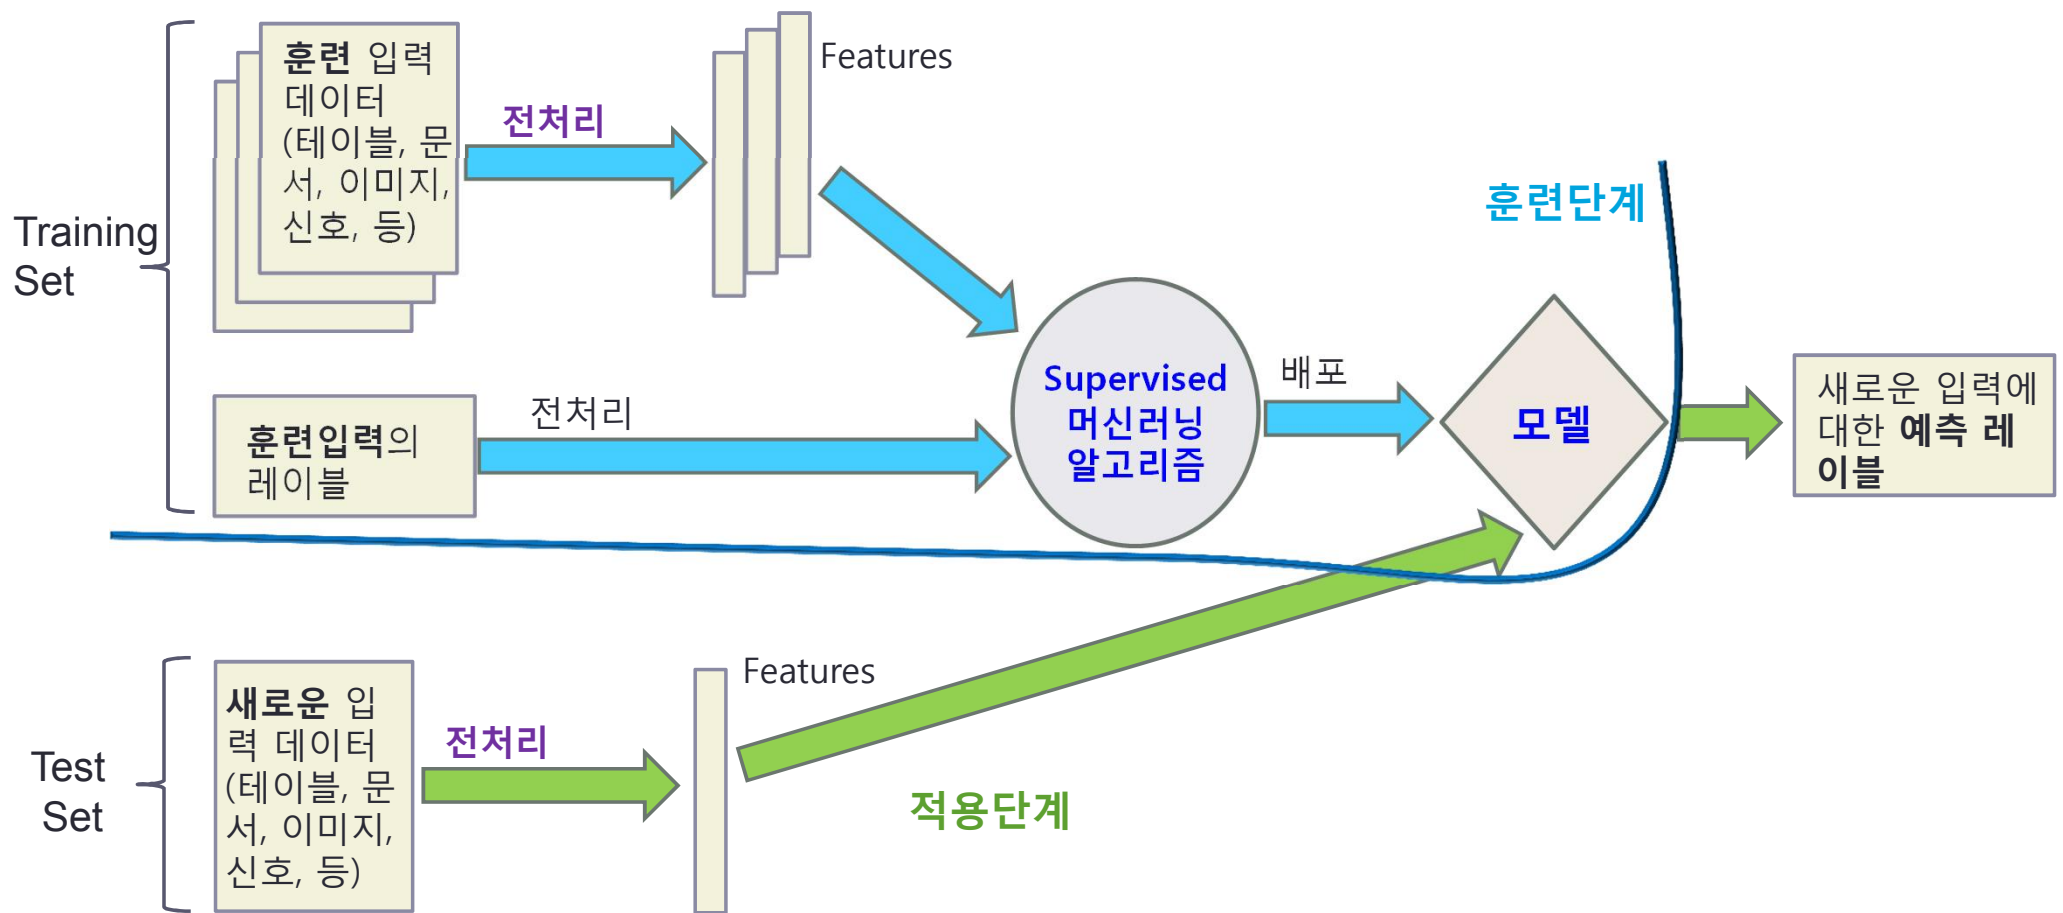 Training
Set
훈련 입력
데이터
(테이블, 문
서, 이미지,
신호, 등)
전처리
Features
훈련단계
훈련입력의
레이블
전처리
Supervised
머신러닝
알고리즘
배포
모델
새로운 입력에
대한 예측 레
이블
Test
Set
새로운 입
력 데이터
(테이블, 문
서, 이미지,
신호, 등)
전처리
Features
적용단계